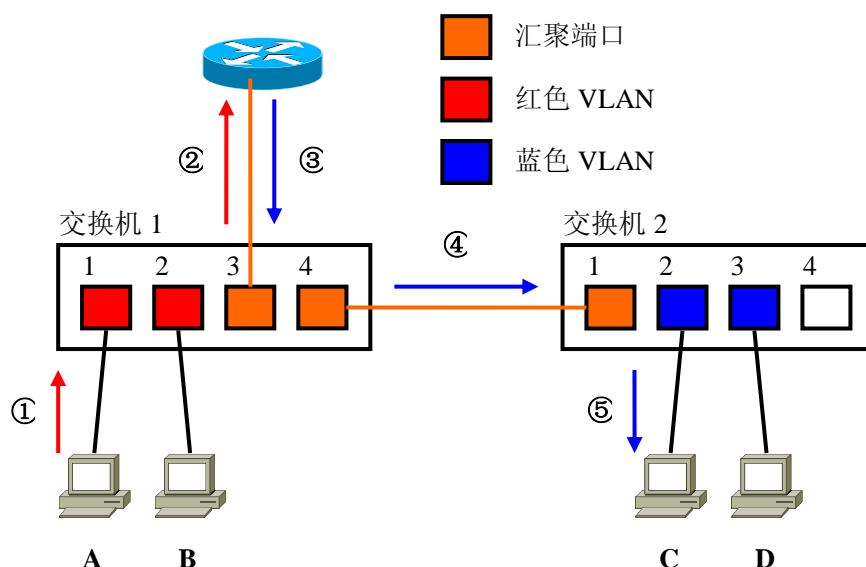 汇聚端口
红色 VLAN
② ③
蓝色 VLAN
交换机 1
交换机 2
④
1 2 3 4
1 2 3 4
① 
⑤
A B
C D